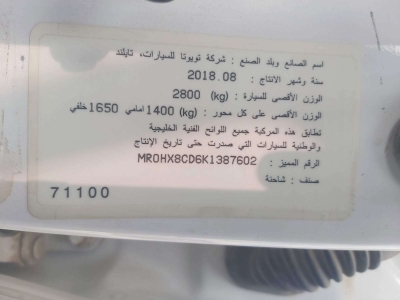 اسم الصانع وبلد الصنع : شركة تويوتا للسيارات، تايلند
سنة وشهر الانتاج : 2018.08
الوزن الأقصى للسيارة : 2800 (kg)
الوزن الأقصى على كل محور : (kg) 1400 امامي 1650 خلفي
تطابق هذه المركبة جميع اللوائح الفنية الخليجية
والوطنية للسيارات التي صدرت حتى تاريخ الإنتاج
الرقم المميز : MR0HX8CD6K1387602
صنف : شاحنة
71100